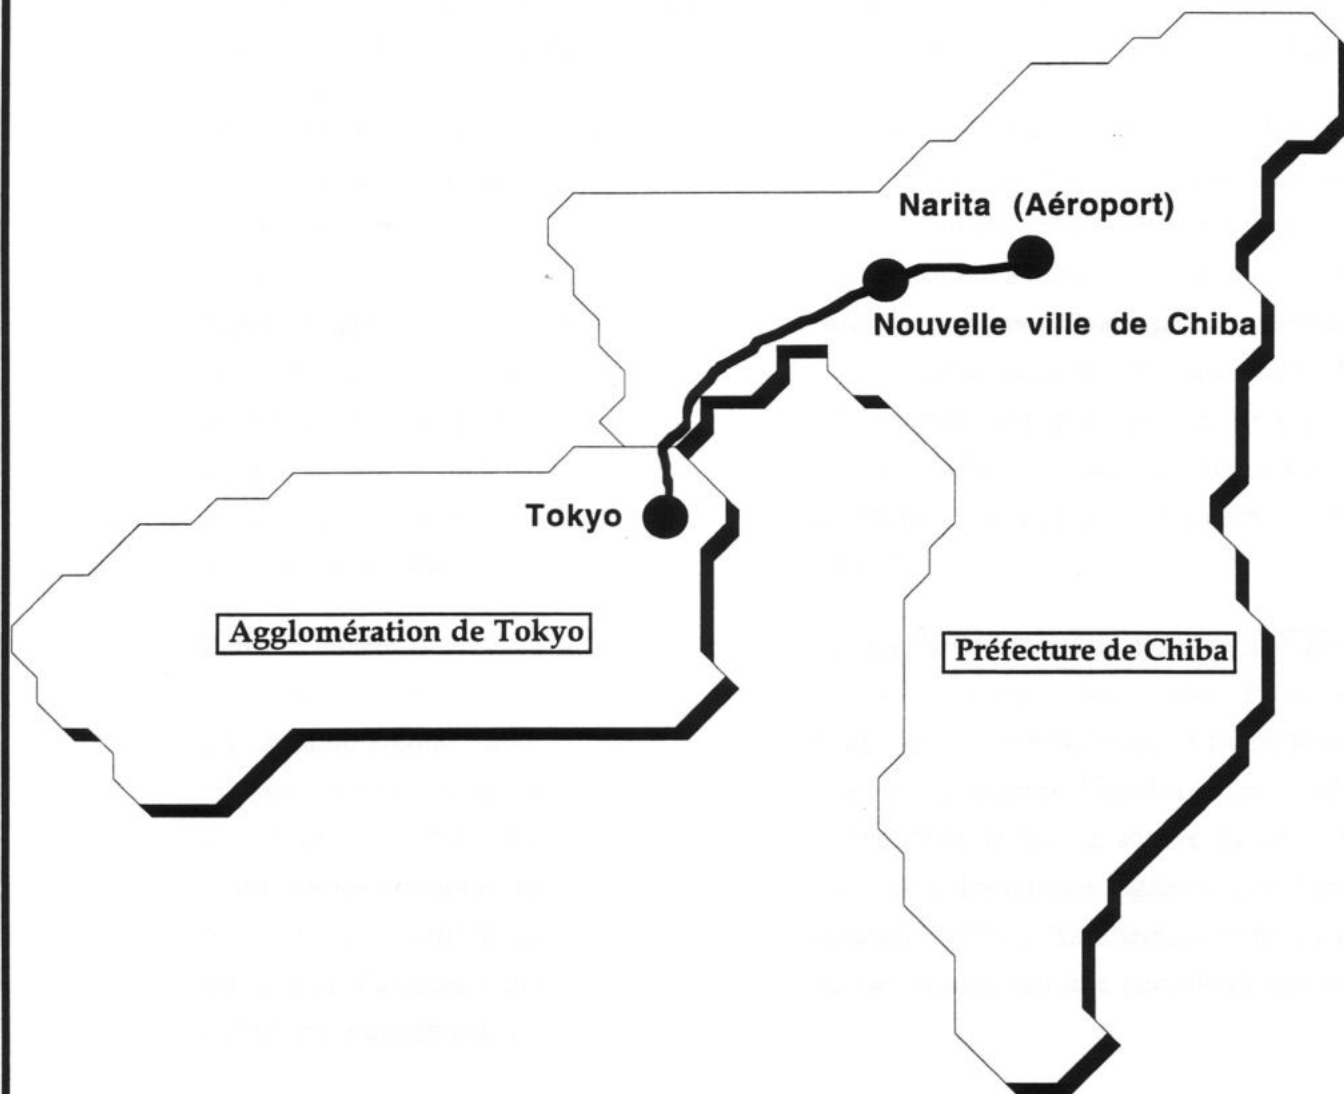 Narita (Aéroport)
Nouvelle ville de Chiba
Tokyo
Agglomération de Tokyo
Préfecture de Chiba